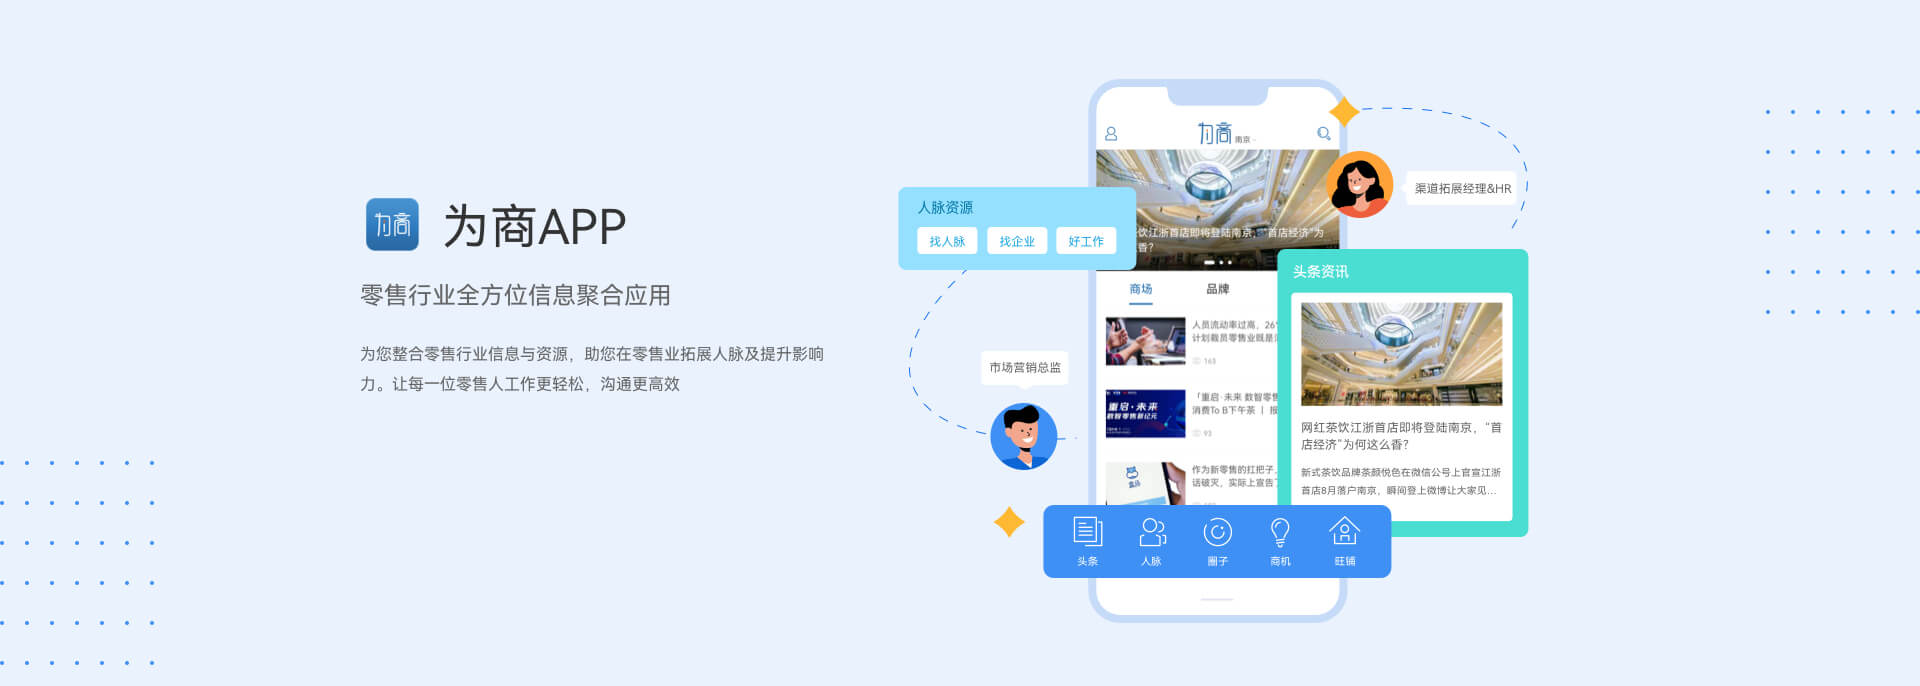 为商
为商APP
零售行业全方位信息聚合应用
为您整合零售行业信息与资源，助您在零售业拓展人脉及提升影响
力。让每一位零售人工作更轻松，沟通更高效
为商 南京
渠道拓展经理&HR
人脉资源
找人脉
找企业
好工作
饮江浙首店即将登陆南京，“首店经济”为
香?
头条资讯
商场
品牌
人员流动率过高，26%
计划裁员零售业既是
163
市场营销总监
重启·未来
数智零售新纪元
「重启·未来 数智零售
消费To B下午茶 |
93
网红茶饮江浙首店即将登陆南京，“首
店经济”为何这么香?
作为新零售的扛把子，
话破灭，实际上宣告
新式茶饮品牌茶颜悦色在微信公号上官宣江浙
首店8月落户南京，瞬间登上微博让大家见...
头条
人脉
圈子
商机
旺铺